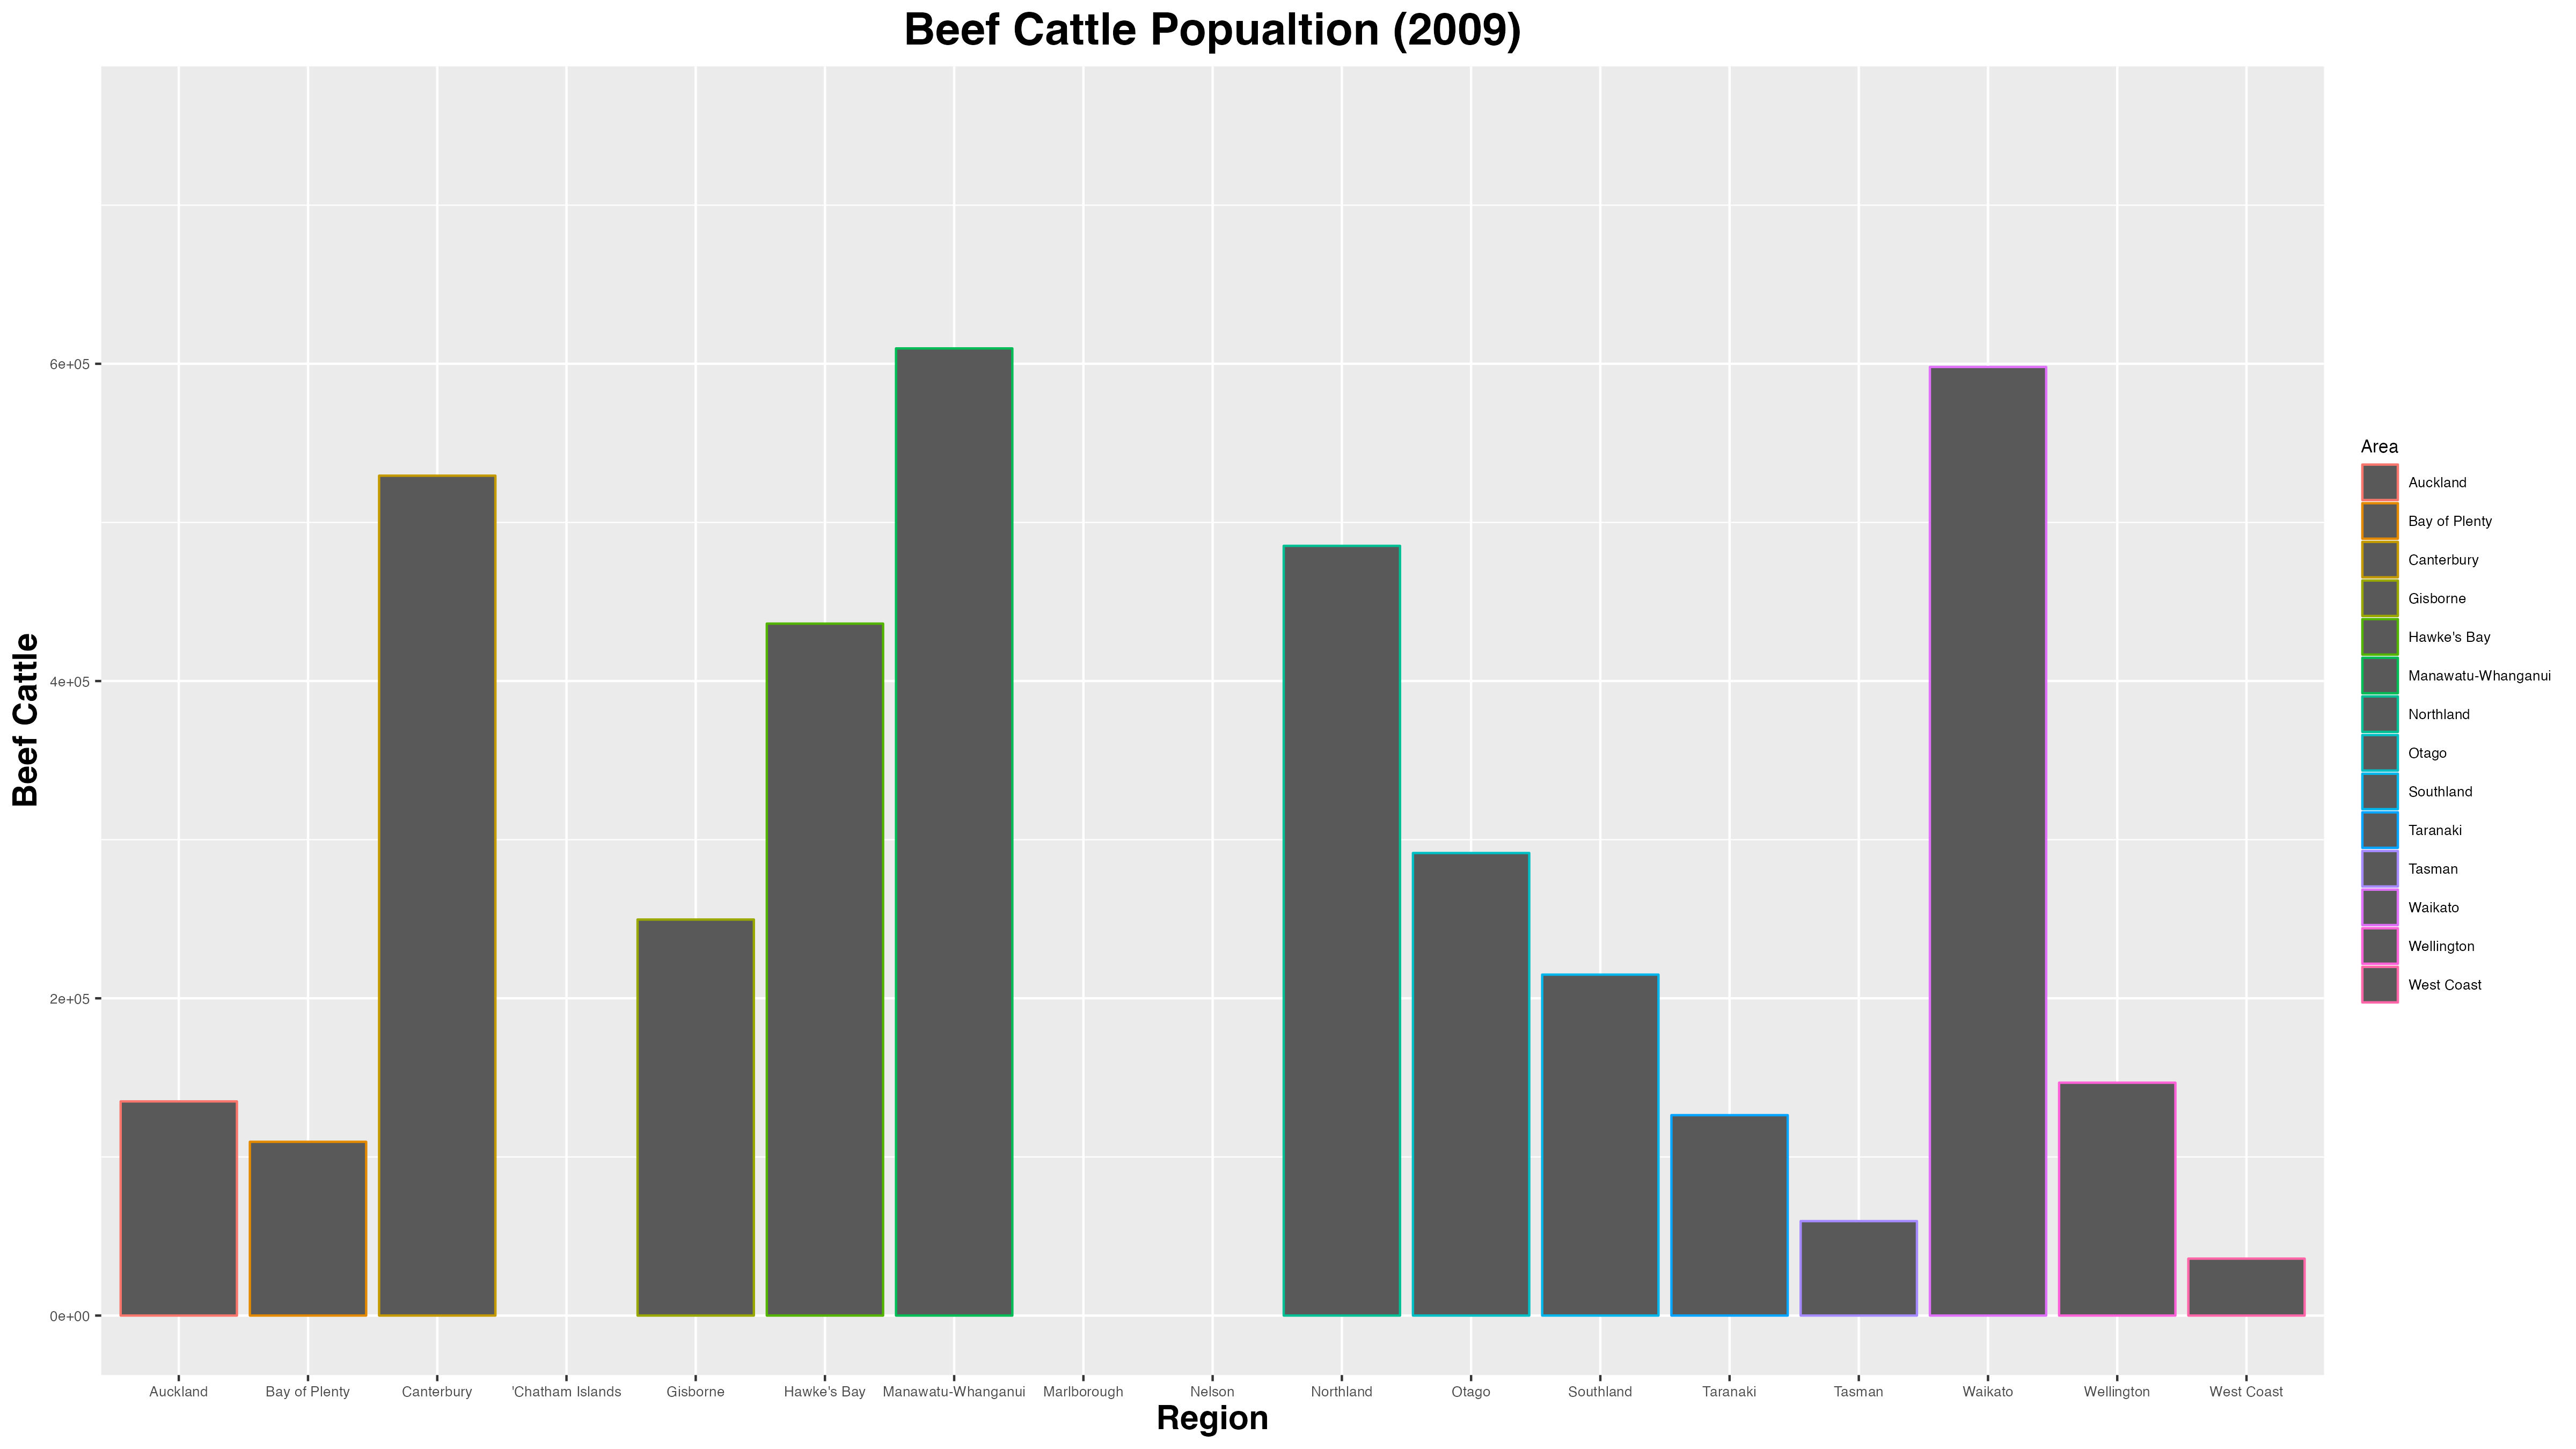 Beef Cattle Popualtion (2009)
Beef Cattle
6e+05
4e+05
2e+05
0e+00
Auckland
Bay of Plenty
Canterbury
'Chatham Islands
Gisborne
Hawke's Bay
Manawatu-Whanganui
Marlborough
Nelson
Northland
Otago
Southland
Taranaki
Tasman
Waikato
Wellington
West Coast
Region
Area
Auckland
Bay of Plenty
Canterbury
Gisborne
Hawke's Bay
Manawatu-Whanganui
Northland
Otago
Southland
Taranaki
Tasman
Waikato
Wellington
West Coast